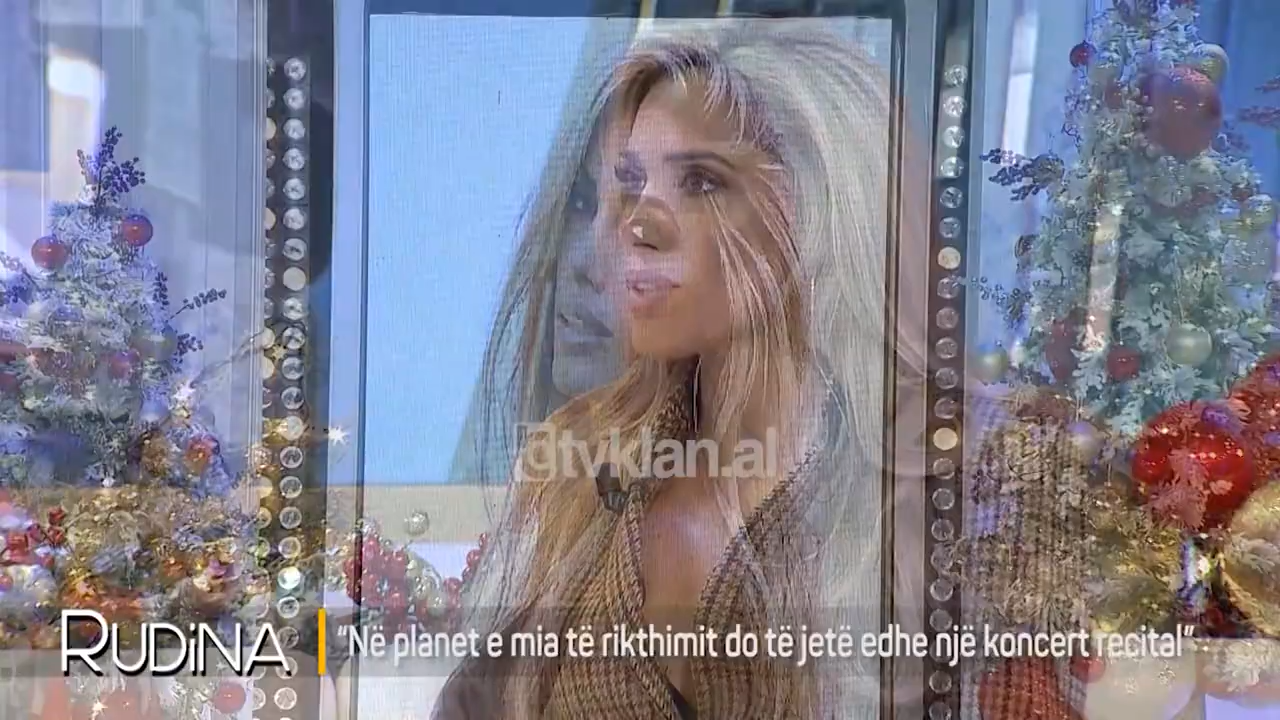 tvklan.al
RUDiNA
“Në planet e mia të rikthimit do të jetë edhe një koncert recital”